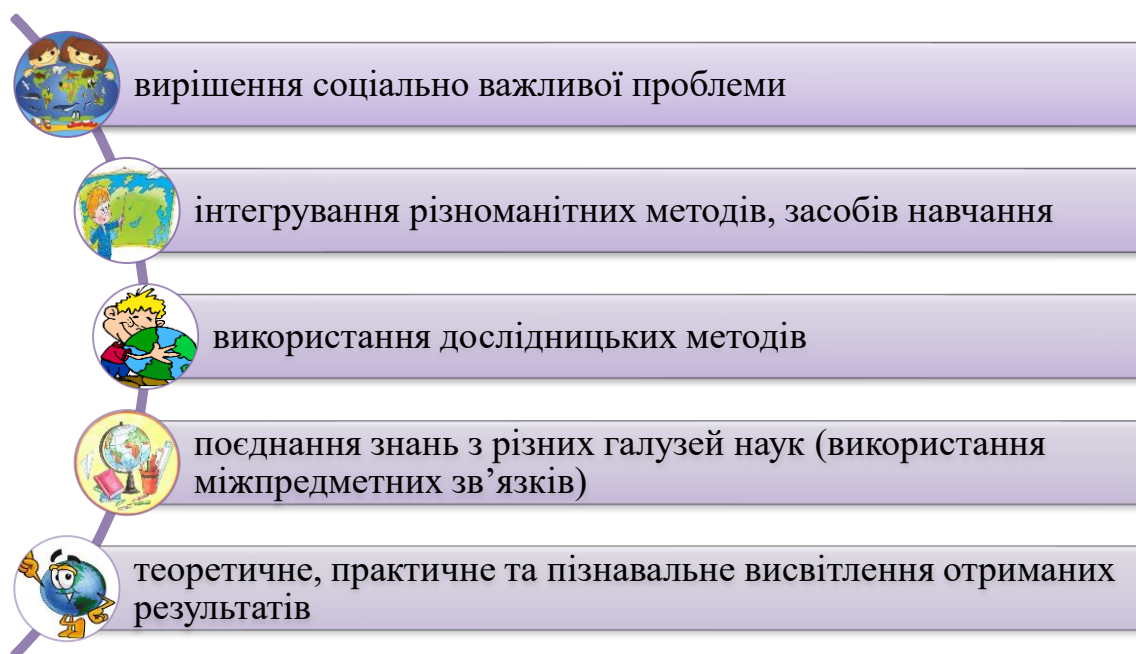 вирішення соціально важливої проблеми
інтегрування різноманітних методів, засобів навчання
використання дослідницьких методів
поєднання знань з різних галузей наук (використання
міжпредметних зв’язків)
теоретичне, практичне та пізнавальне висвітлення отриманих
результатів